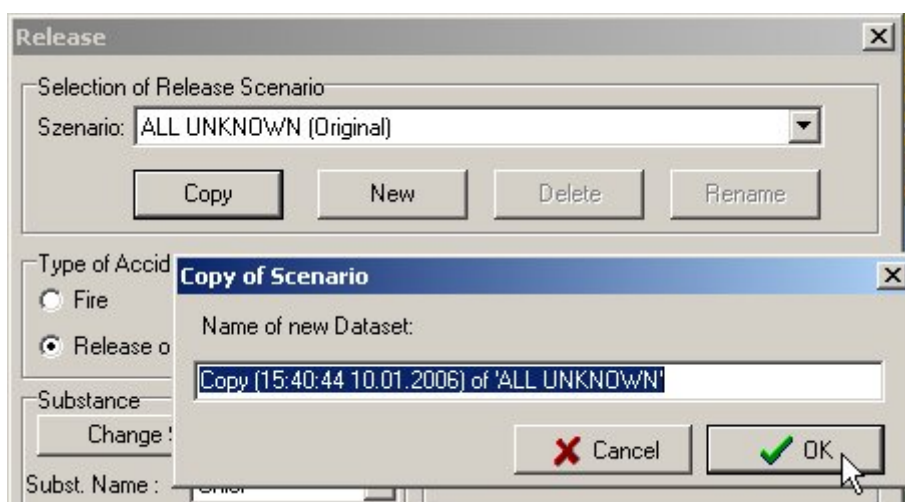 Release
Selection of Release Scenario
Szenario: ALL UNKNOWN (Original)
Copy New Delete Rename
Type of Accid
Fire
Release o
Substance
Change
Subst. Name :
Copy of Scenario
Name of new Dataset:
Copy (15:40:44 10.01.2006) of 'ALL UNKNOWN'
Cancel OK